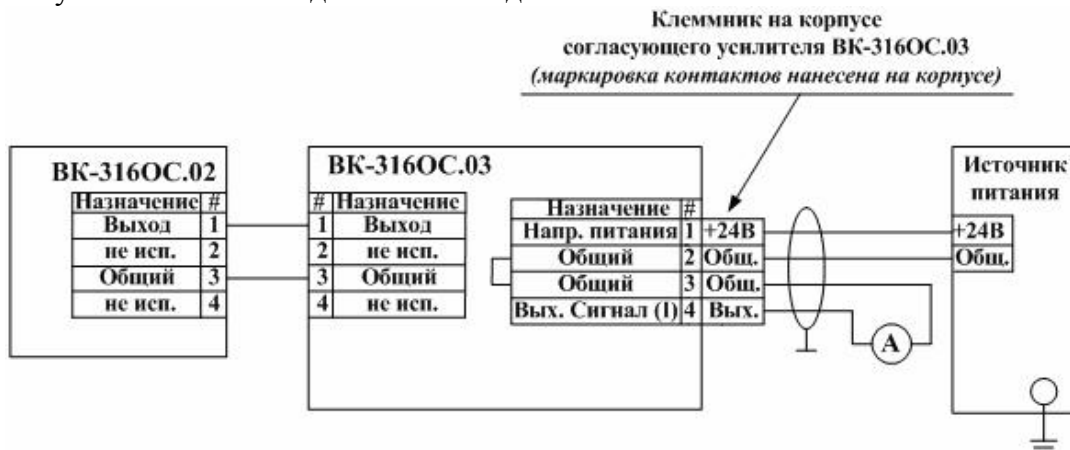 Клеммник на корпусе
согласующего усилителя ВК-316ОС.03
(маркировка контактов нанесена на корпусе)
ВК-316ОС.02
Назначение #
Выход 1
не исп. 2
Общий 3
не исп. 4
ВК-316ОС.03
# Назначение
1 Выход
2 не исп.
3 Общий
4 не исп.
Назначение #
Напр. питания 1 +24В
Общий 2 Общ.
Общий 3 Общ.
Вых. Сигнал (I) 4 Вых.
А
Источник
питания
+24В
Общ.